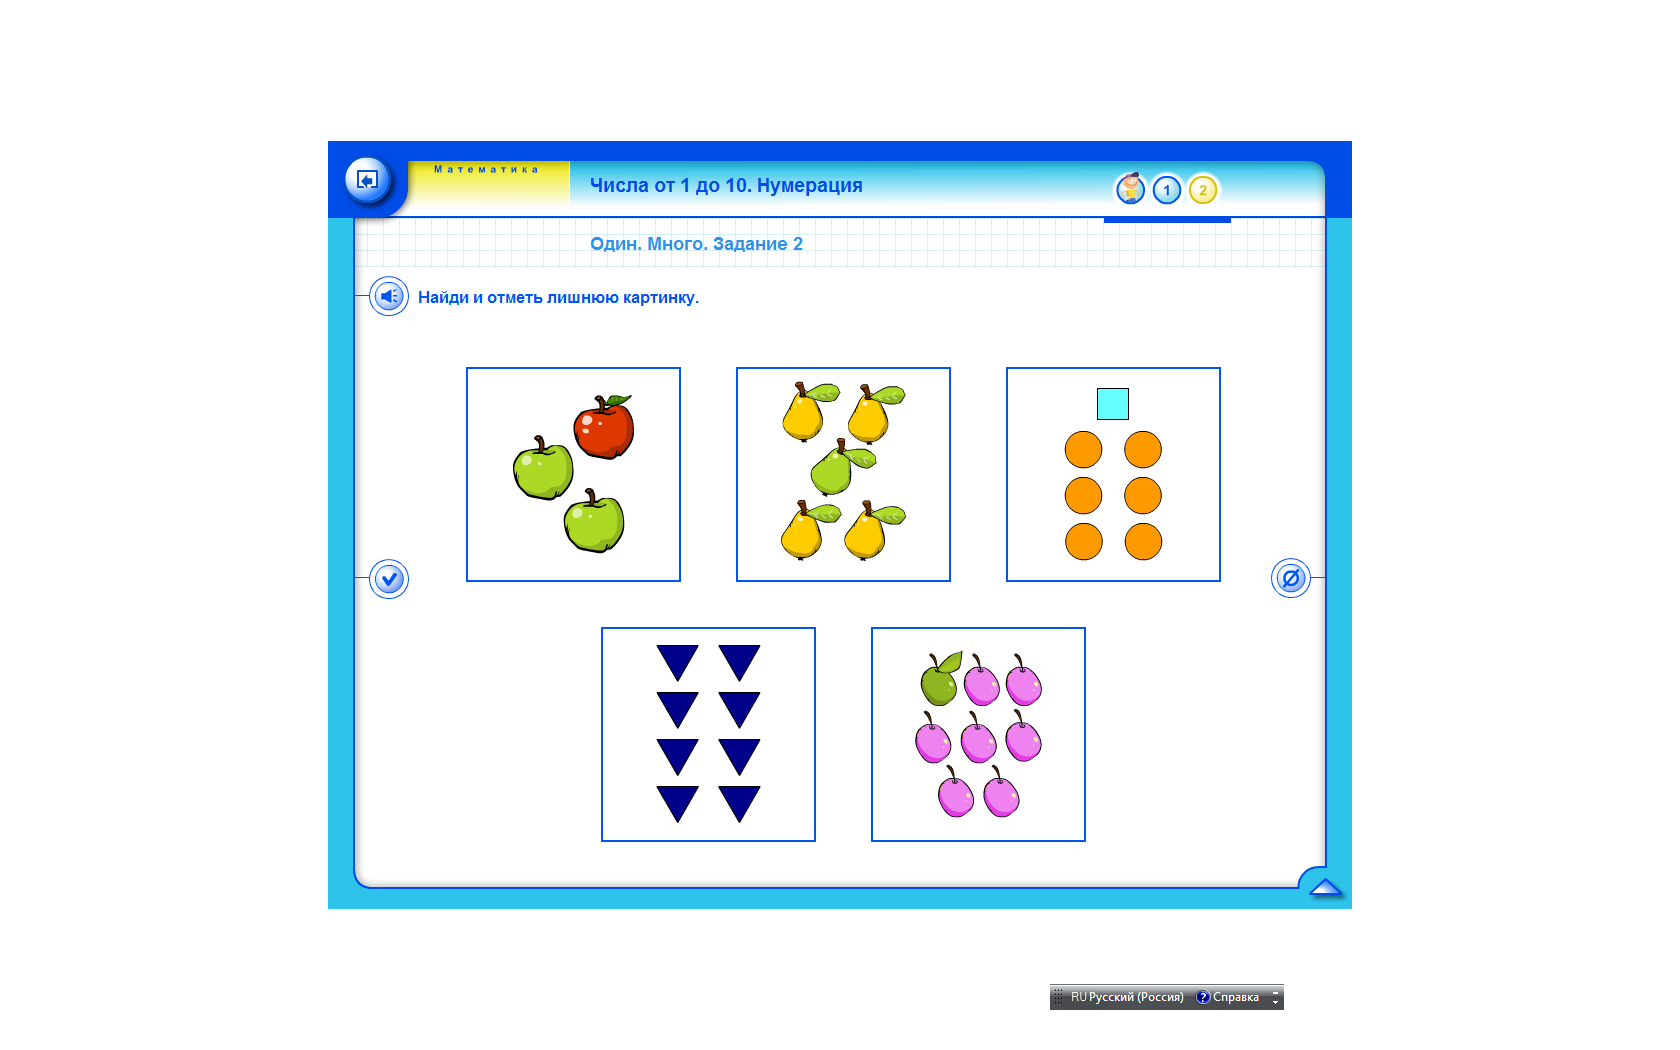 Математика
Числа от 1 до 10. Нумерация
1
2
Один. Много. Задание 2
Найди и отметь лишнюю картинку.
RU Русский (Россия) ? Справка